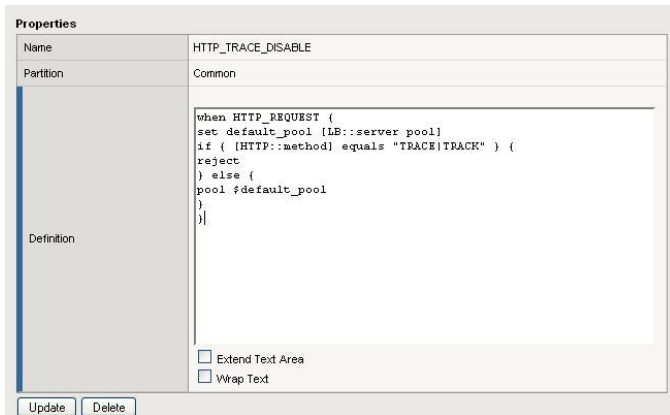 Properties
Name
HTTP_TRACE_DISABLE
Partition
Common
Definition
when HTTP_REQUEST {
set default_pool [LB::server pool]
if { [HTTP::method] equals "TRACE|TRACK" } {
reject
} else {
pool $default_pool
}
}
Extend Text Area
Wrap Text
Update Delete